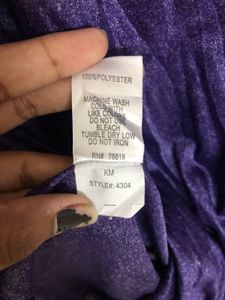 100% POLYESTER
MACHINE WASH
COLD WITH
LIKE COLORS
DO NOT USE
BLEACH
TUMBLE DRY LOW
DO NOT IRON
RN# 76619
KM
STYLE#: 4304